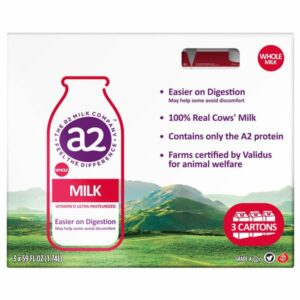 WHOLE
MILK
Easier on Digestion
May help some avoid discomfort
100% Real Cows' Milk
Contains only the A2 protein
Farms certified by Validus
for animal welfare
THE a2 MILK COMPANY
FEEL THE DIFFERENCE
a2
WHOLE
MILK
VITAMIN D ULTRA-PASTEURIZED
Easier on Digestion
May help some avoid discomfort
3 CARTONS
3 x 59 FL OZ (1.74L)
GRADE A